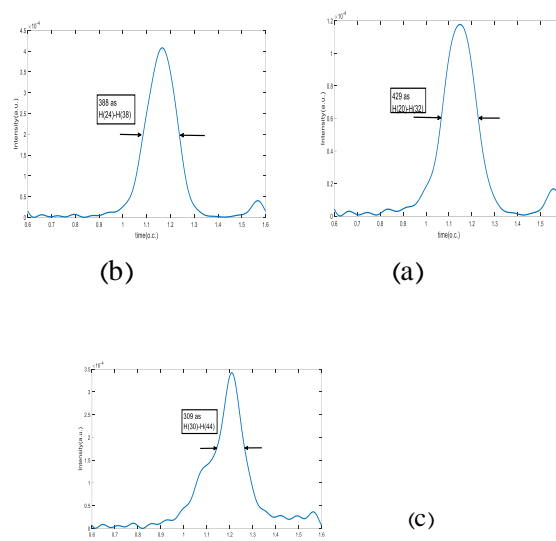 ×10⁻⁴
4.5
4
3.5
3
2.5
2
1.5
1
0.5
0
Intensity(a.u.)
388 as
H(24)-H(38)
0.6 0.7 0.8 0.9 1 1.1 1.2 1.3 1.4 1.5 1.6
time(o.c.)
(b)
×10⁻⁴
1.2
1
0.8
0.6
0.4
0.2
0
Intensity(a.u.)
429 as
H(20)-H(32)
0.6 0.7 0.8 0.9 1 1.1 1.2 1.3 1.4 1.5
time(o.c.)
(a)
×10⁻⁴
3.5
3
2.5
2
1.5
1
0.5
0
Intensity(a.u.)
309 as
H(30)-H(44)
0.6 0.7 0.8 0.9 1 1.1 1.2 1.3 1.4 1.5 1.6
(c)